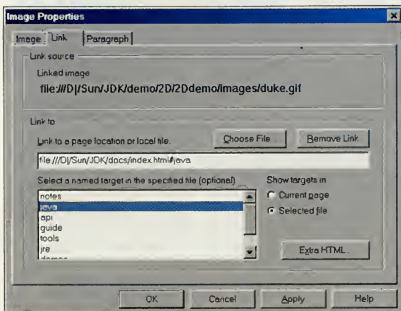 Image Properties
Image Link Paragraph
Link source
Linked image
file:///D|/Sun/JDK/demo/2D/2Ddemo/images/duke.gif
Link to
Link to a page location or local file.
Choose File...
Remove Link
file:///D|/Sun/JDK/docs/index.html#java
Select a named target in the specified file (optional)
Show targets in
notes
java
api
guide
tools
jre
demos
Current page
Selected file
Extra HTML...
OK Cancel Apply Help